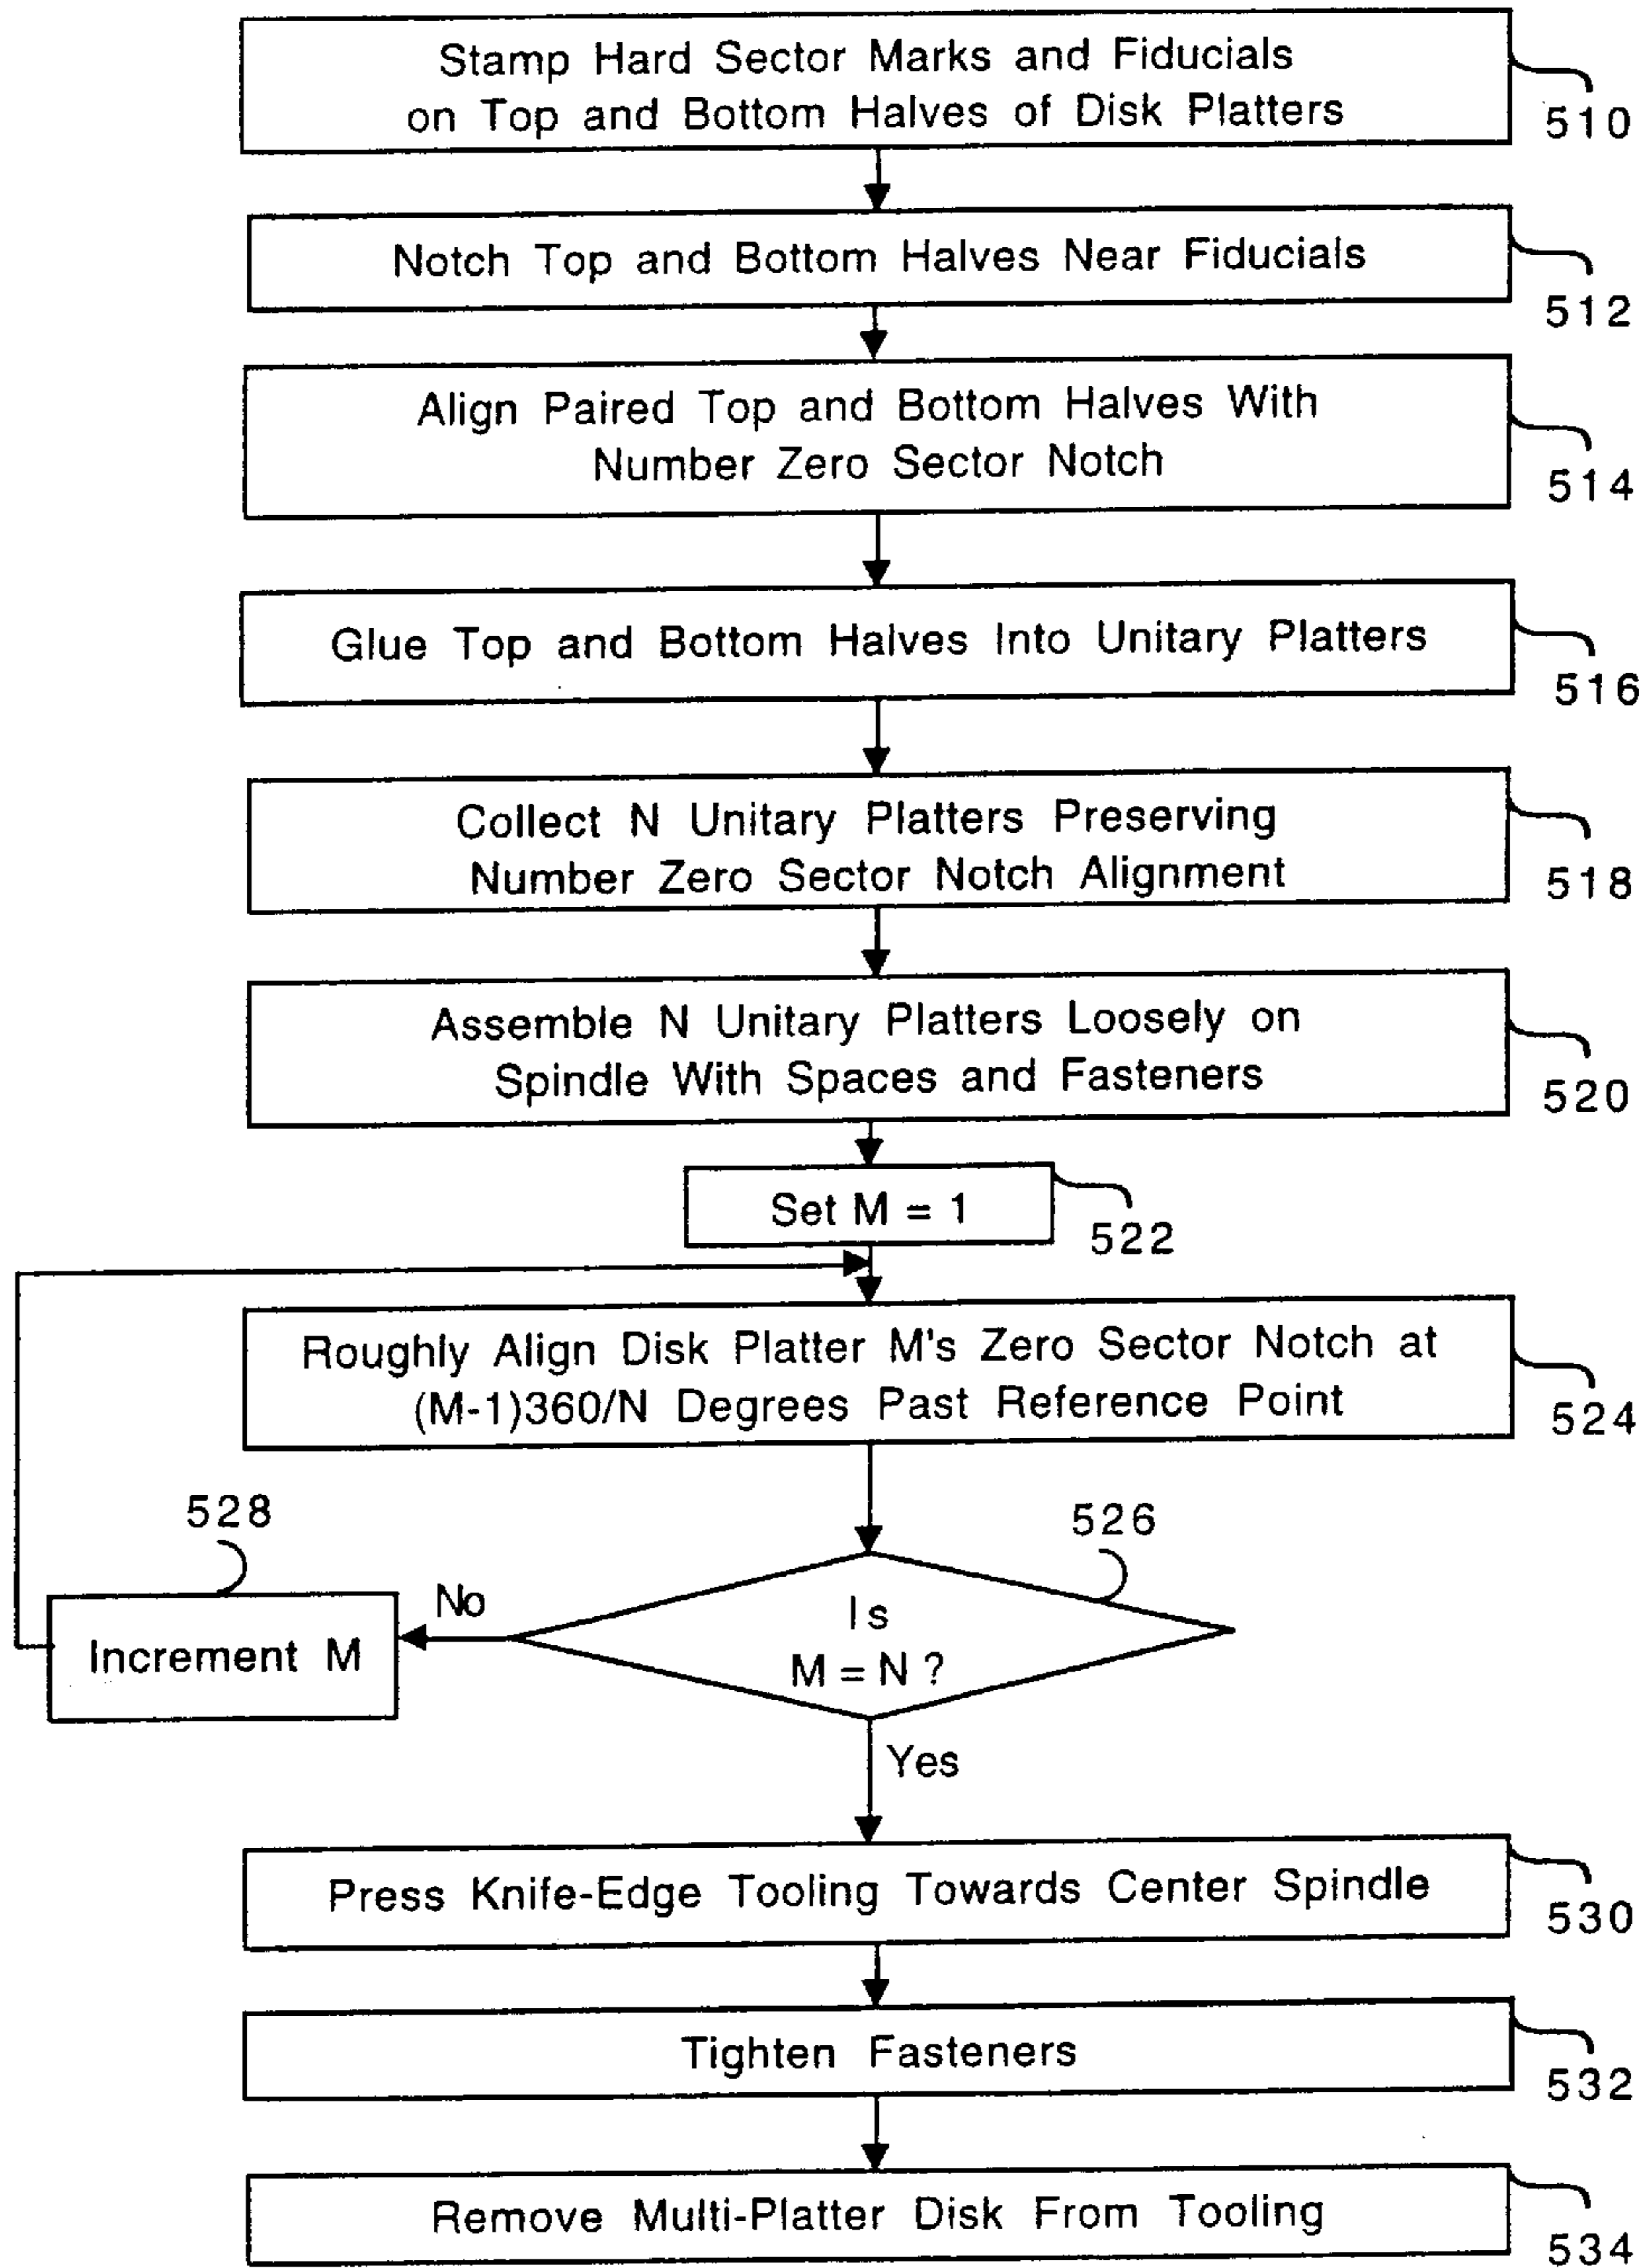 Stamp Hard Sector Marks and Fiducials
on Top and Bottom Halves of Disk Platters
510
Notch Top and Bottom Halves Near Fiducials
512
Align Paired Top and Bottom Halves With
Number Zero Sector Notch
514
Glue Top and Bottom Halves Into Unitary Platters
516
Collect N Unitary Platters Preserving
Number Zero Sector Notch Alignment
518
Assemble N Unitary Platters Loosely on
Spindle With Spaces and Fasteners
520
Set M = 1
522
Roughly Align Disk Platter M's Zero Sector Notch at
(M-1)360/N Degrees Past Reference Point
524
528
526
No
Is
M = N ?
Increment M
Yes
Press Knife-Edge Tooling Towards Center Spindle
530
Tighten Fasteners
532
Remove Multi-Platter Disk From Tooling
534